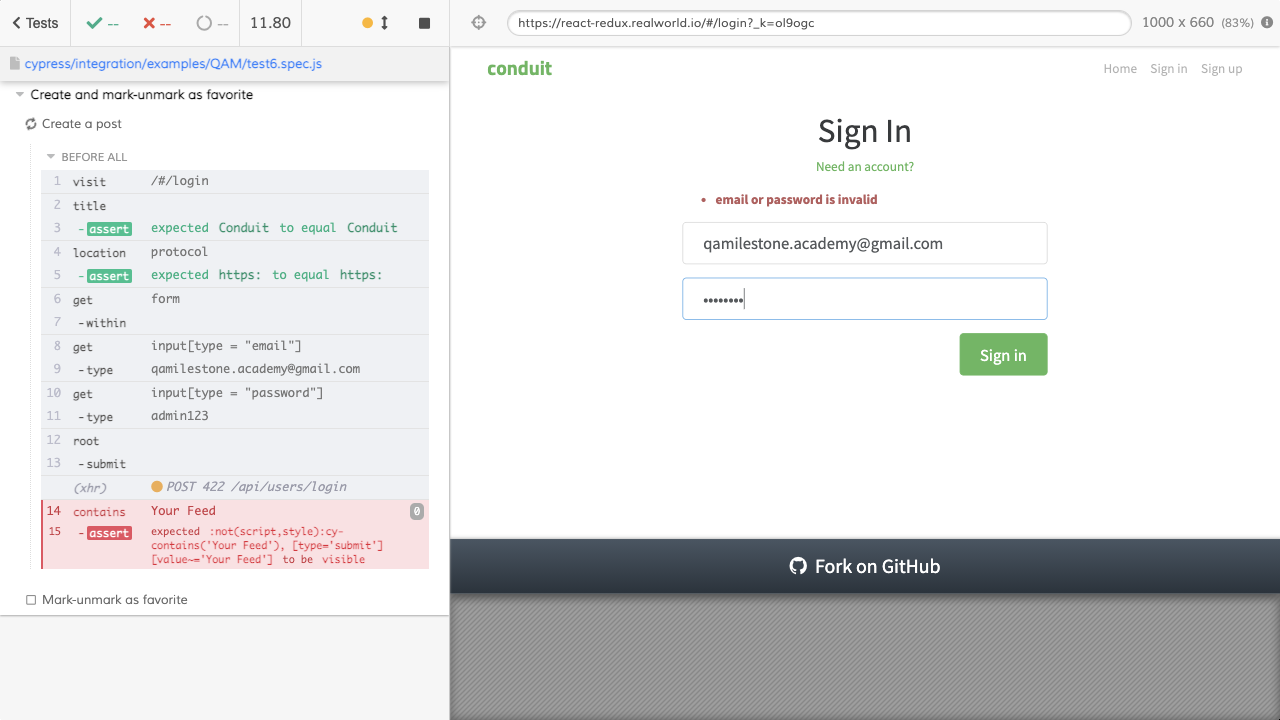 Tests
--
--
--
11.80
cypress/integration/examples/QAM/test6.spec.js
Create and mark-unmark as favorite
Create a post
BEFORE ALL
1 visit /#/login
2 title
3 -assert expected Conduit to equal Conduit
4 location protocol
5 -assert expected https: to equal https:
6 get form
7 -within
8 get input[type = "email"]
9 -type qamilestone.academy@gmail.com
10 get input[type = "password"]
11 -type admin123
12 root
13 -submit
(xhr) POST 422 /api/users/login
14 contains Your Feed 0
15 -assert expected :not(script,style):cy-
contains('Your Feed'), [type='submit']
[value~='Your Feed'] to be visible
Mark-unmark as favorite
https://react-redux.realworld.io/#/login?_k=ol9ogc
1000 x 660 (83%)
conduit
Home Sign in Sign up
Sign In
Need an account?
• email or password is invalid
qamilestone.academy@gmail.com
••••••••
Sign in
Fork on GitHub